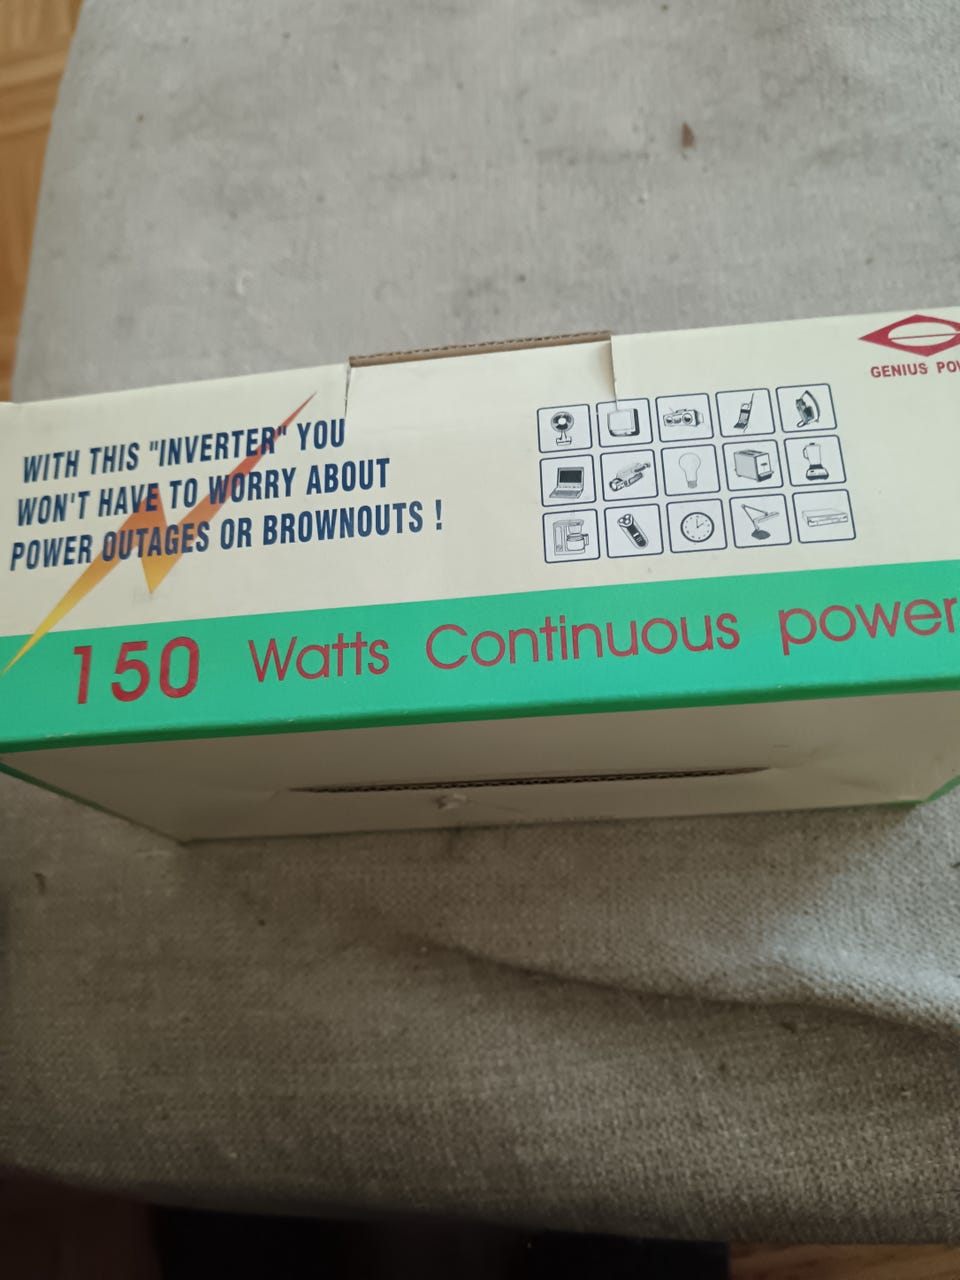 GENIUS
WITH THIS "INVERTER" YOU
WON'T HAVE TO WORRY ABOUT
POWER OUTAGES OR BROWNOUTS !
150 Watts Continuous power